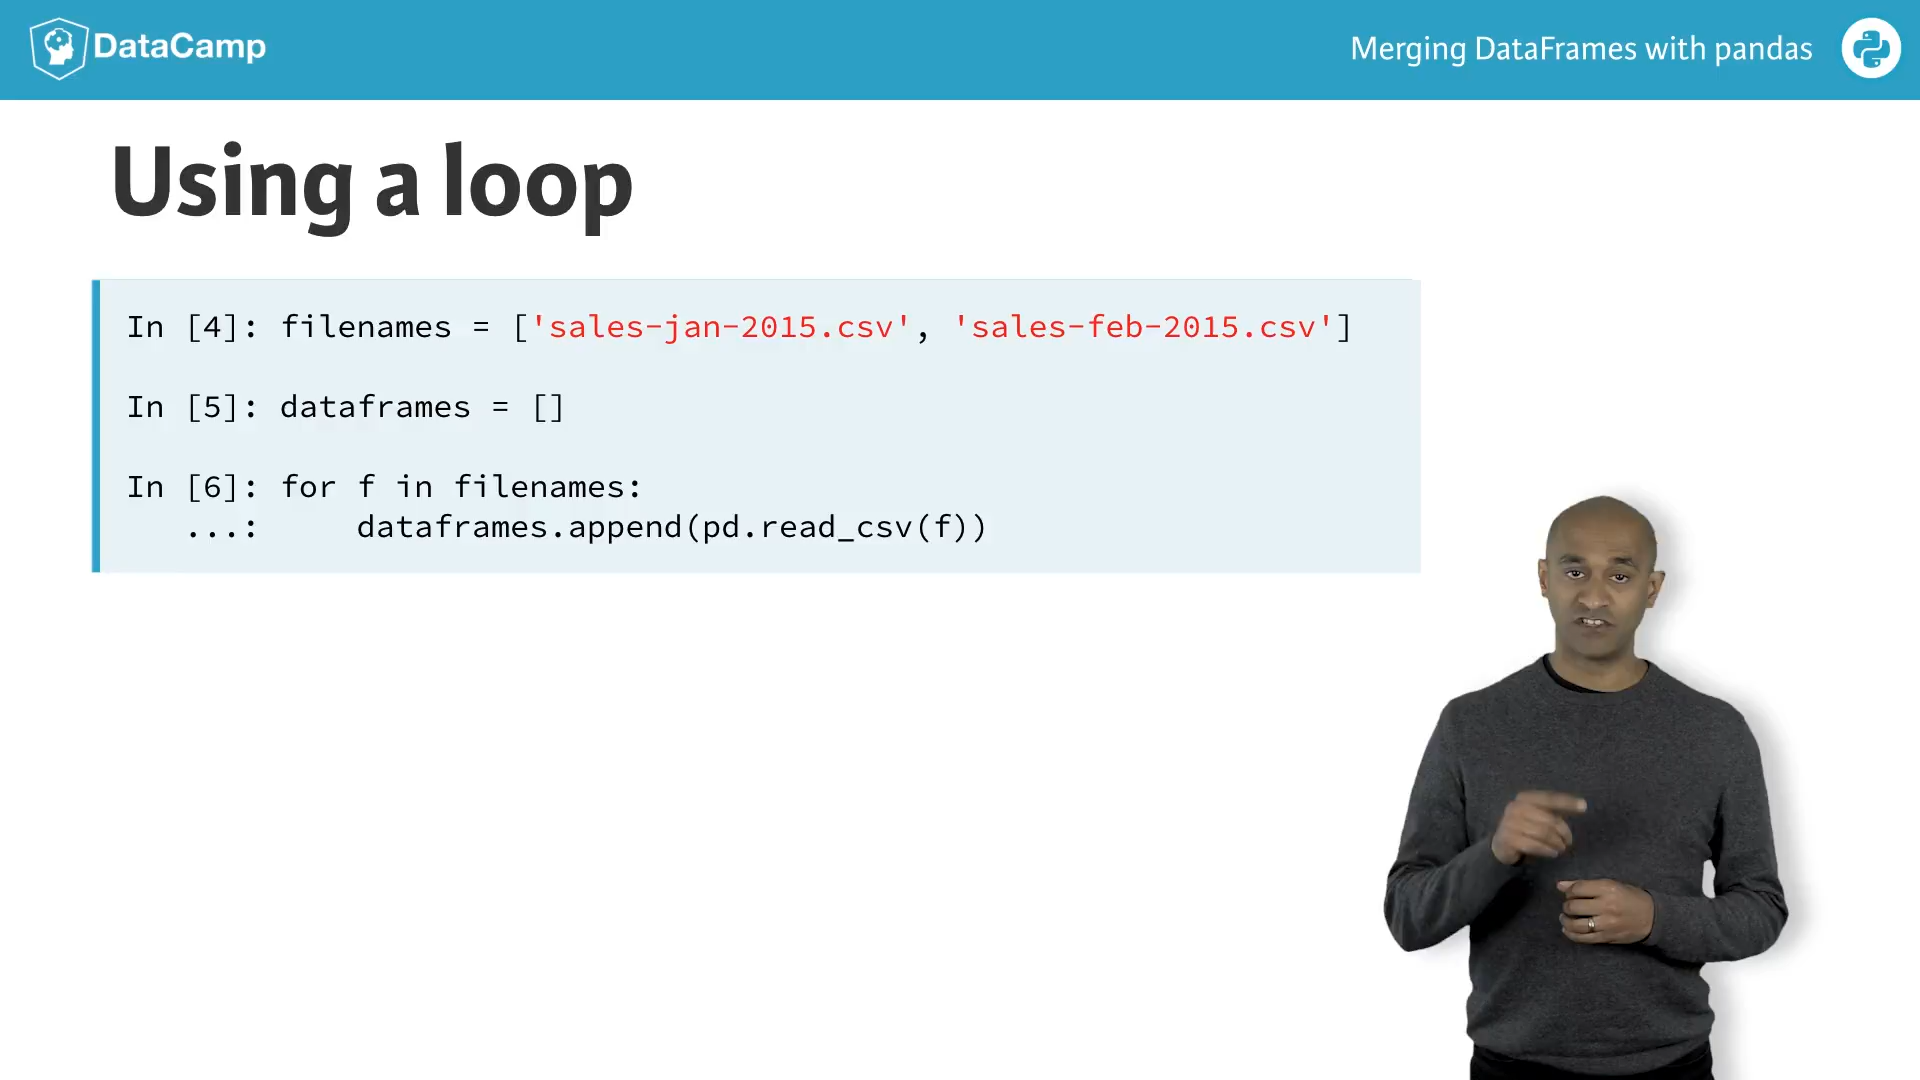 DataCamp
Merging DataFrames with pandas
Using a loop
In [4]: filenames = ['sales-jan-2015.csv', 'sales-feb-2015.csv']
In [5]: dataframes = []
In [6]: for f in filenames:
   ...:     dataframes.append(pd.read_csv(f))